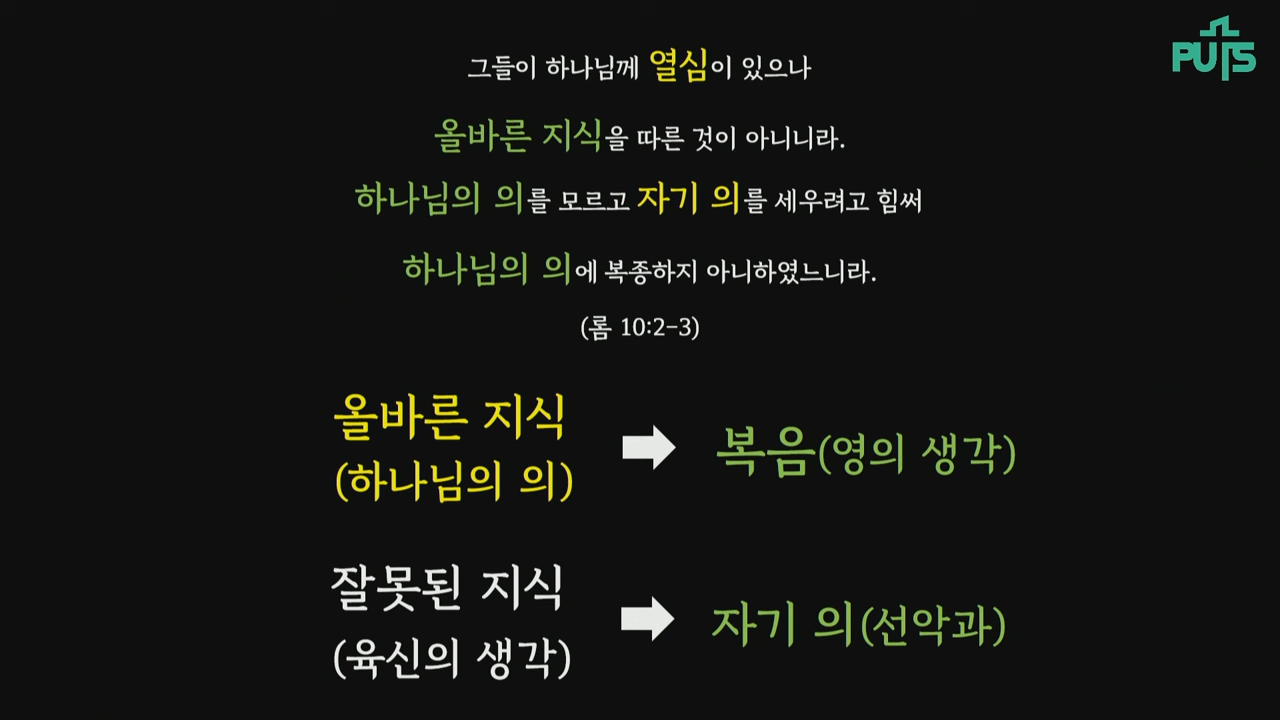 PUTS
그들이 하나님께 열심이 있으나
올바른 지식을 따른 것이 아니니라.
하나님의 의를 모르고 자기 의를 세우려고 힘써
하나님의 의에 복종하지 아니하였느니라.
(롬 10:2-3)
올바른 지식
(하나님의 의)
복음(영의 생각)
잘못된 지식
(육신의 생각)
자기 의(선악과)